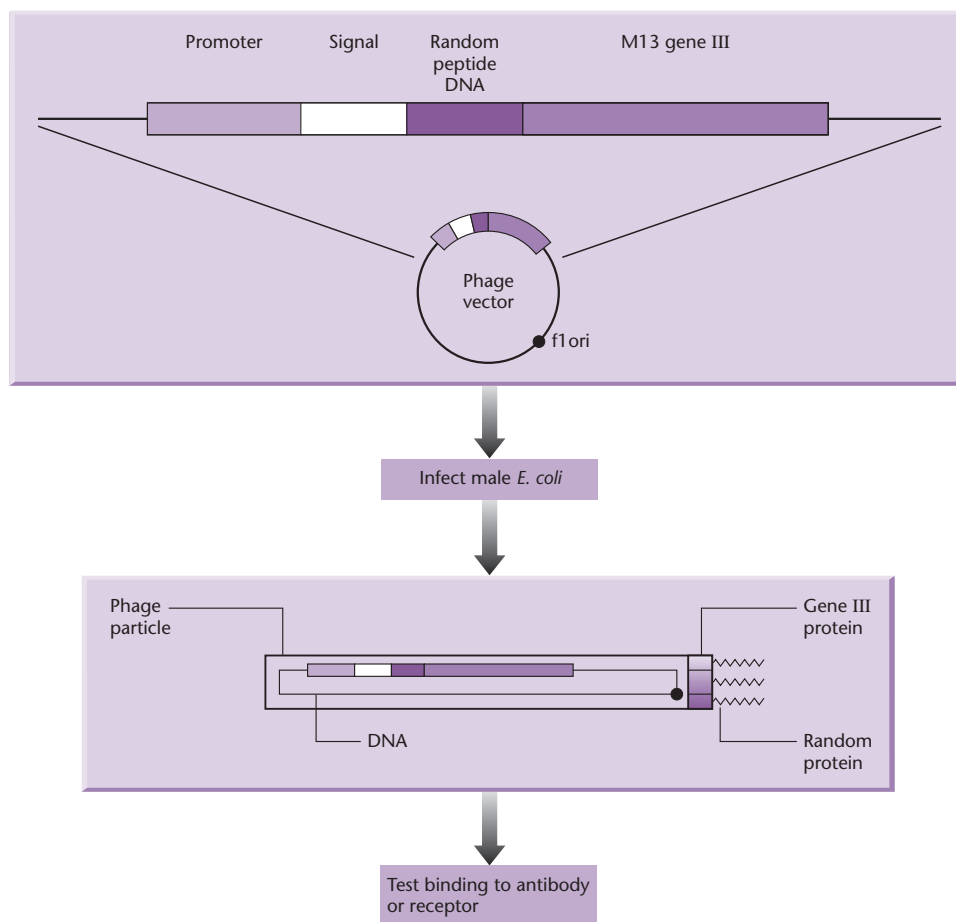 Promoter
Signal
Random
peptide
DNA
M13 gene III
Phage
vector
f1ori
Infect male E. coli
Phage
particle
Gene III
protein
DNA
Random
protein
Test binding to antibody
or receptor